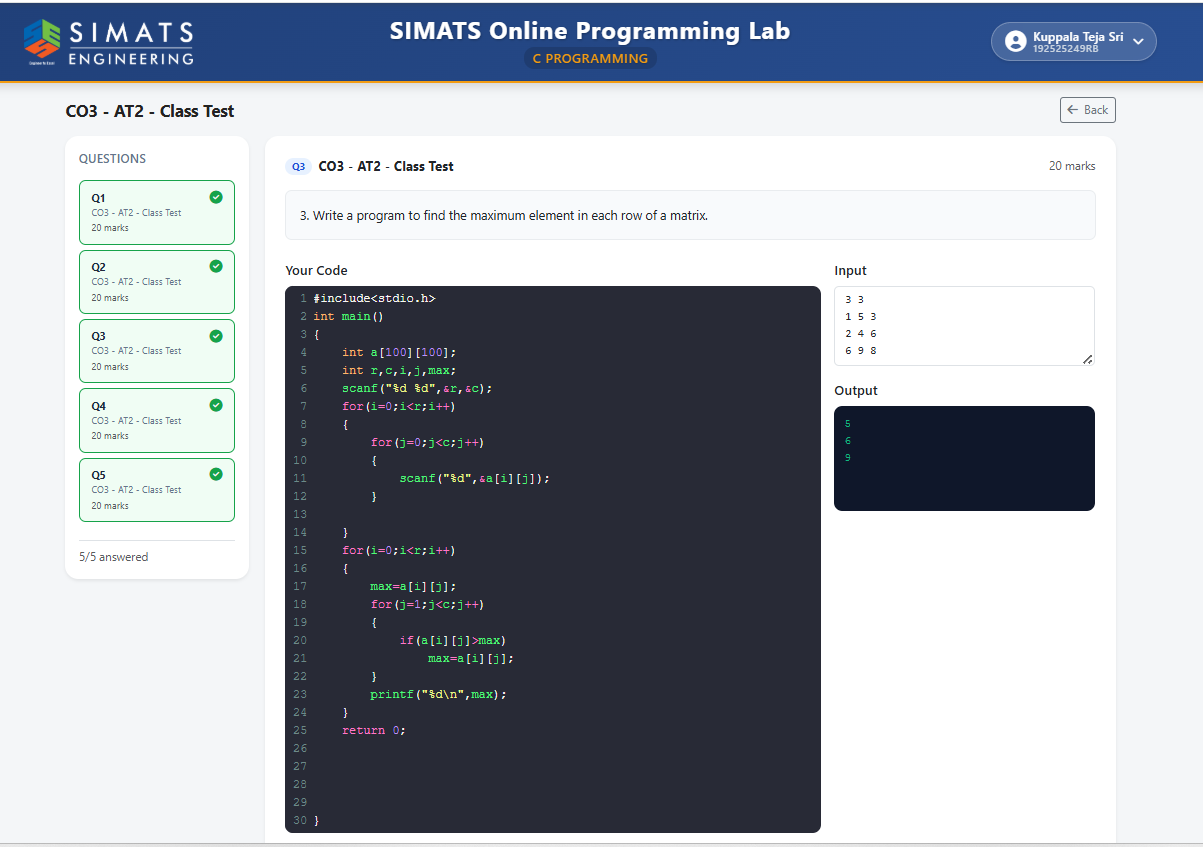 SIMATS
ENGINEERING
SIMATS Online Programming Lab
C PROGRAMMING
Kuppala Teja Sri
192525249RB
CO3 - AT2 - Class Test
← Back
QUESTIONS
Q1
CO3 - AT2 - Class Test
20 marks
Q2
CO3 - AT2 - Class Test
20 marks
Q3
CO3 - AT2 - Class Test
20 marks
Q4
CO3 - AT2 - Class Test
20 marks
Q5
CO3 - AT2 - Class Test
20 marks
5/5 answered
Q3 CO3 - AT2 - Class Test
20 marks
3. Write a program to find the maximum element in each row of a matrix.
Your Code
1 #include<stdio.h>
2 int main()
3 {
4     int a[100][100];
5     int r,c,i,j,max;
6     scanf("%d %d",&r,&c);
7     for(i=0;i<r;i++)
8     {
9         for(j=0;j<c;j++)
10         {
11             scanf("%d",&a[i][j]);
12         }
13
14     }
15     for(i=0;i<r;i++)
16     {
17         max=a[i][j];
18         for(j=1;j<c;j++)
19         {
20             if(a[i][j]>max)
21                 max=a[i][j];
22         }
23         printf("%d\n",max);
24     }
25     return 0;
26
27
28
29
30 }
Input
3 3
1 5 3
2 4 6
6 9 8
Output
5
6
9